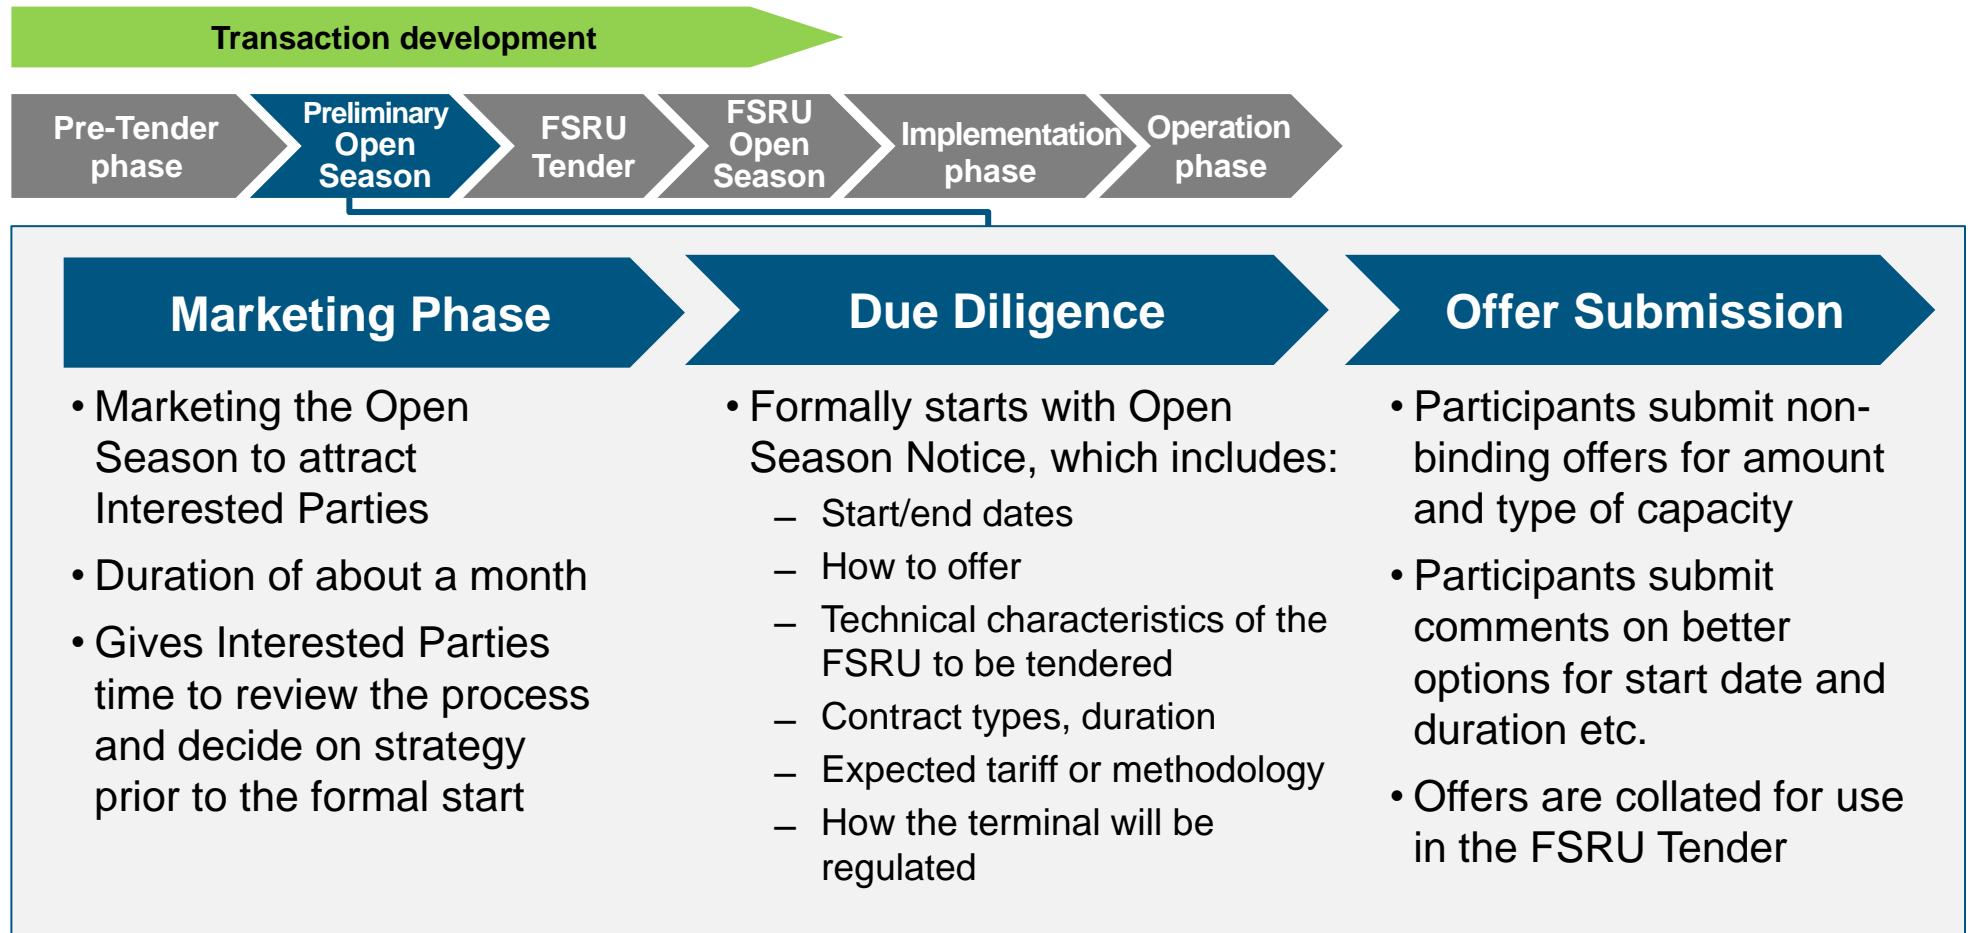 Transaction development
Pre-Tender
phase
Preliminary
Open
Season
FSRU
Tender
FSRU
Open
Season
Implementation
phase
Operation
phase
Marketing Phase
• Marketing the Open
Season to attract
Interested Parties
• Duration of about a month
• Gives Interested Parties
time to review the process
and decide on strategy
prior to the formal start
Due Diligence
• Formally starts with Open
Season Notice, which includes:
– Start/end dates
– How to offer
– Technical characteristics of the
FSRU to be tendered
– Contract types, duration
– Expected tariff or methodology
– How the terminal will be
regulated
Offer Submission
• Participants submit non-
binding offers for amount
and type of capacity
• Participants submit
comments on better
options for start date and
duration etc.
• Offers are collated for use
in the FSRU Tender